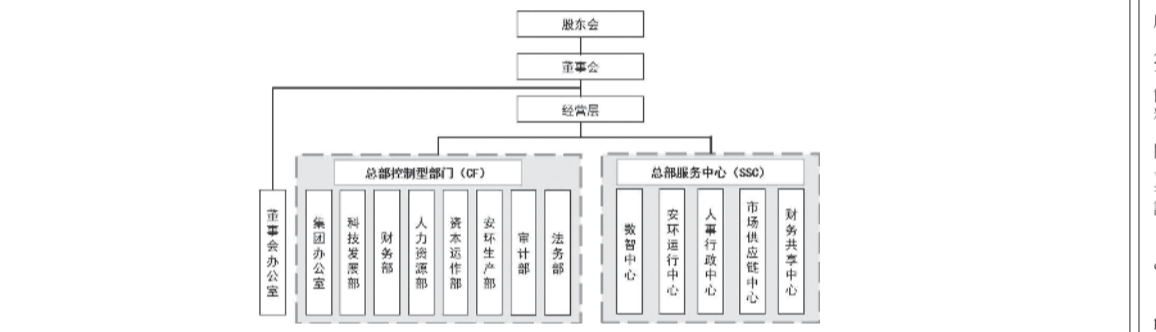 股东会
董事会
经营层
总部控制型部门（CF）
总部服务中心（SSC）
董事会办公室
集团办公室
科技发展部
财务部
人力资源部
资本运作部
安环生产部
审计部
法务部
数智中心
安环运行中心
人事行政中心
市场供应链中心
财务共享中心